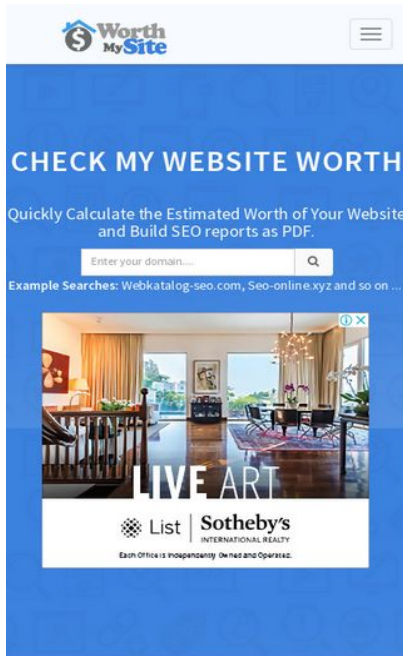 Worth
My Site
CHECK MY WEBSITE WORTH
Quickly Calculate the Estimated Worth of Your Website
and Build SEO reports as PDF.
Enter your domain....
Example Searches: Webkatalog-seo.com, Seo-online.xyz and so on ...
LIVE ART
List | Sotheby's
INTERNATIONAL REALTY
Each Office is Independently Owned and Operated.